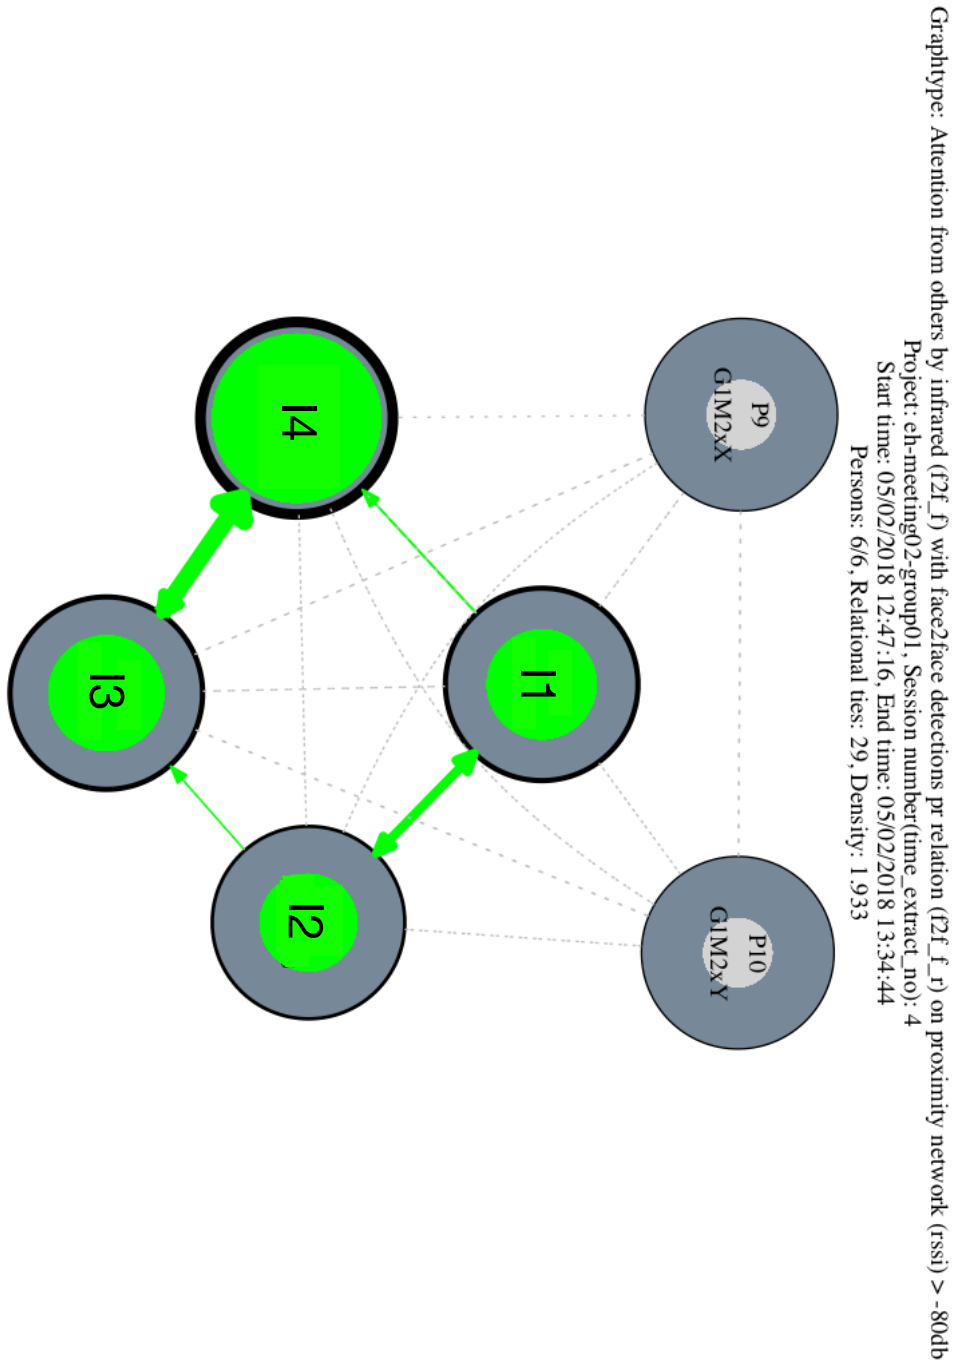 Graphtype: Attention from others by infrared (f2f_f) with face2face detections pr relation (f2f_f_r) on proximity network (rssi) > -80db
Project: eh-meeting02-group01, Session number(time_extract_no): 4
Start time: 05/02/2018 12:47:16, End time: 05/02/2018 13:34:44
Persons: 6/6, Relational ties: 29, Density: 1.933
P9
G1M2xX
P10
G1M2xY
I1
I4
I2
I3